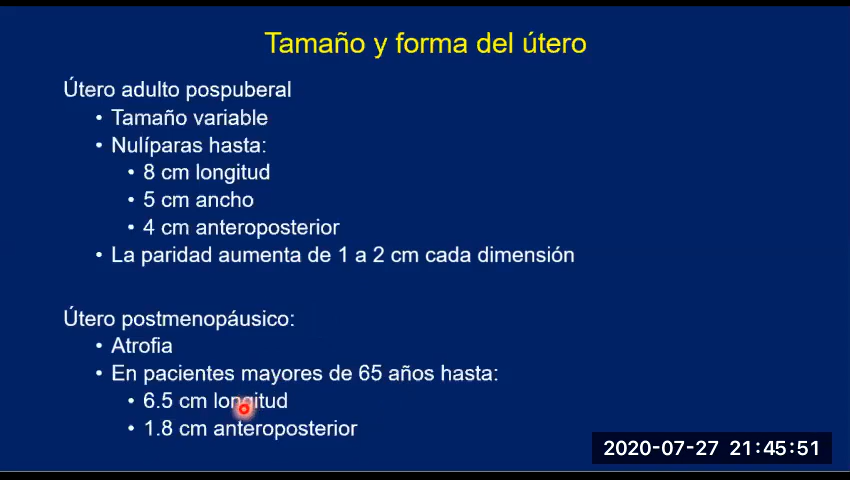 Tamaño y forma del útero
Útero adulto pospuberal
• Tamaño variable
• Nulíparas hasta:
• 8 cm longitud
• 5 cm ancho
• 4 cm anteroposterior
• La paridad aumenta de 1 a 2 cm cada dimensión
Útero postmenopáusico:
• Atrofia
• En pacientes mayores de 65 años hasta:
• 6.5 cm longitud
• 1.8 cm anteroposterior
2020-07-27 21:45:51